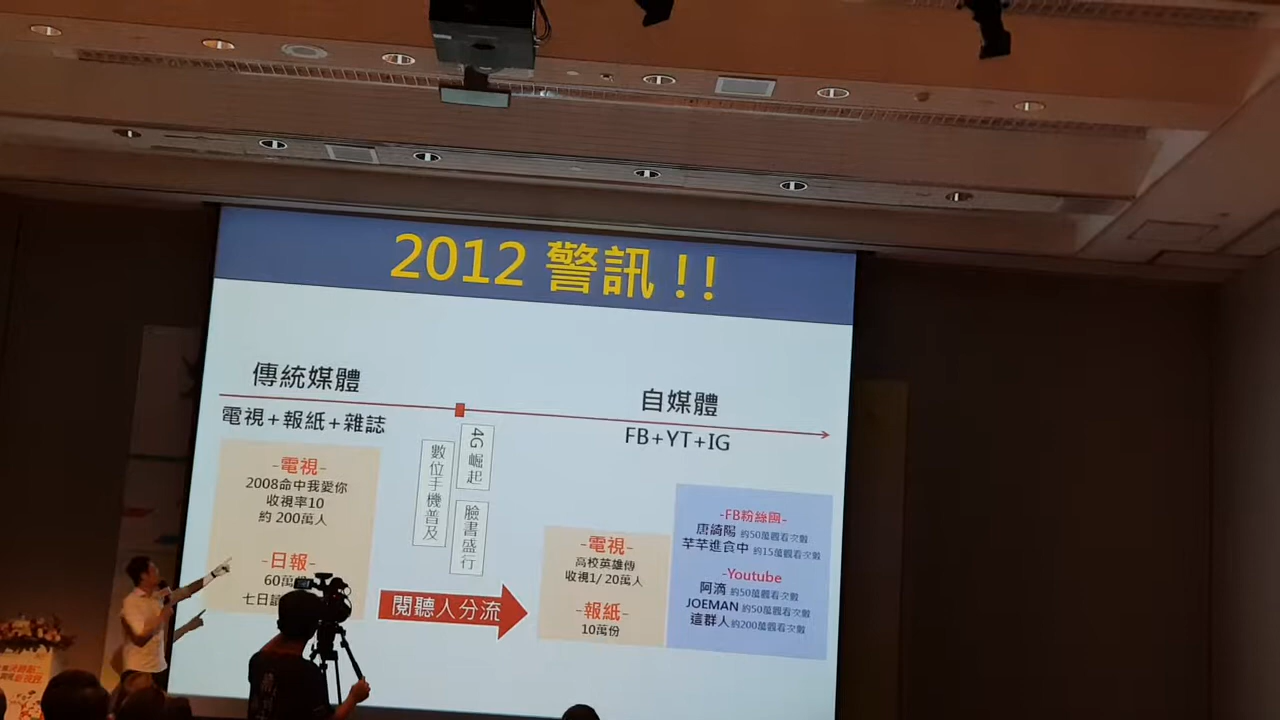 2012 警訊!!
傳統媒體
電視+報紙+雜誌
-電視-
2008命中我愛你
收視率10
約 200萬人
-日報-
60萬
七日
數位手機普及
4G 崛起
臉書盛行
閱聽人分流
自媒體
FB+YT+IG
-電視-
高校英雄傳
收視1/ 20萬人
-報紙-
10萬份
-FB粉絲團-
唐綺陽 約50萬觀看次數
芊芊進食中 約15萬觀看次數
-Youtube
阿滴 約50萬觀看次數
JOEMAN 約50萬觀看次數
這群人約200萬觀看次數